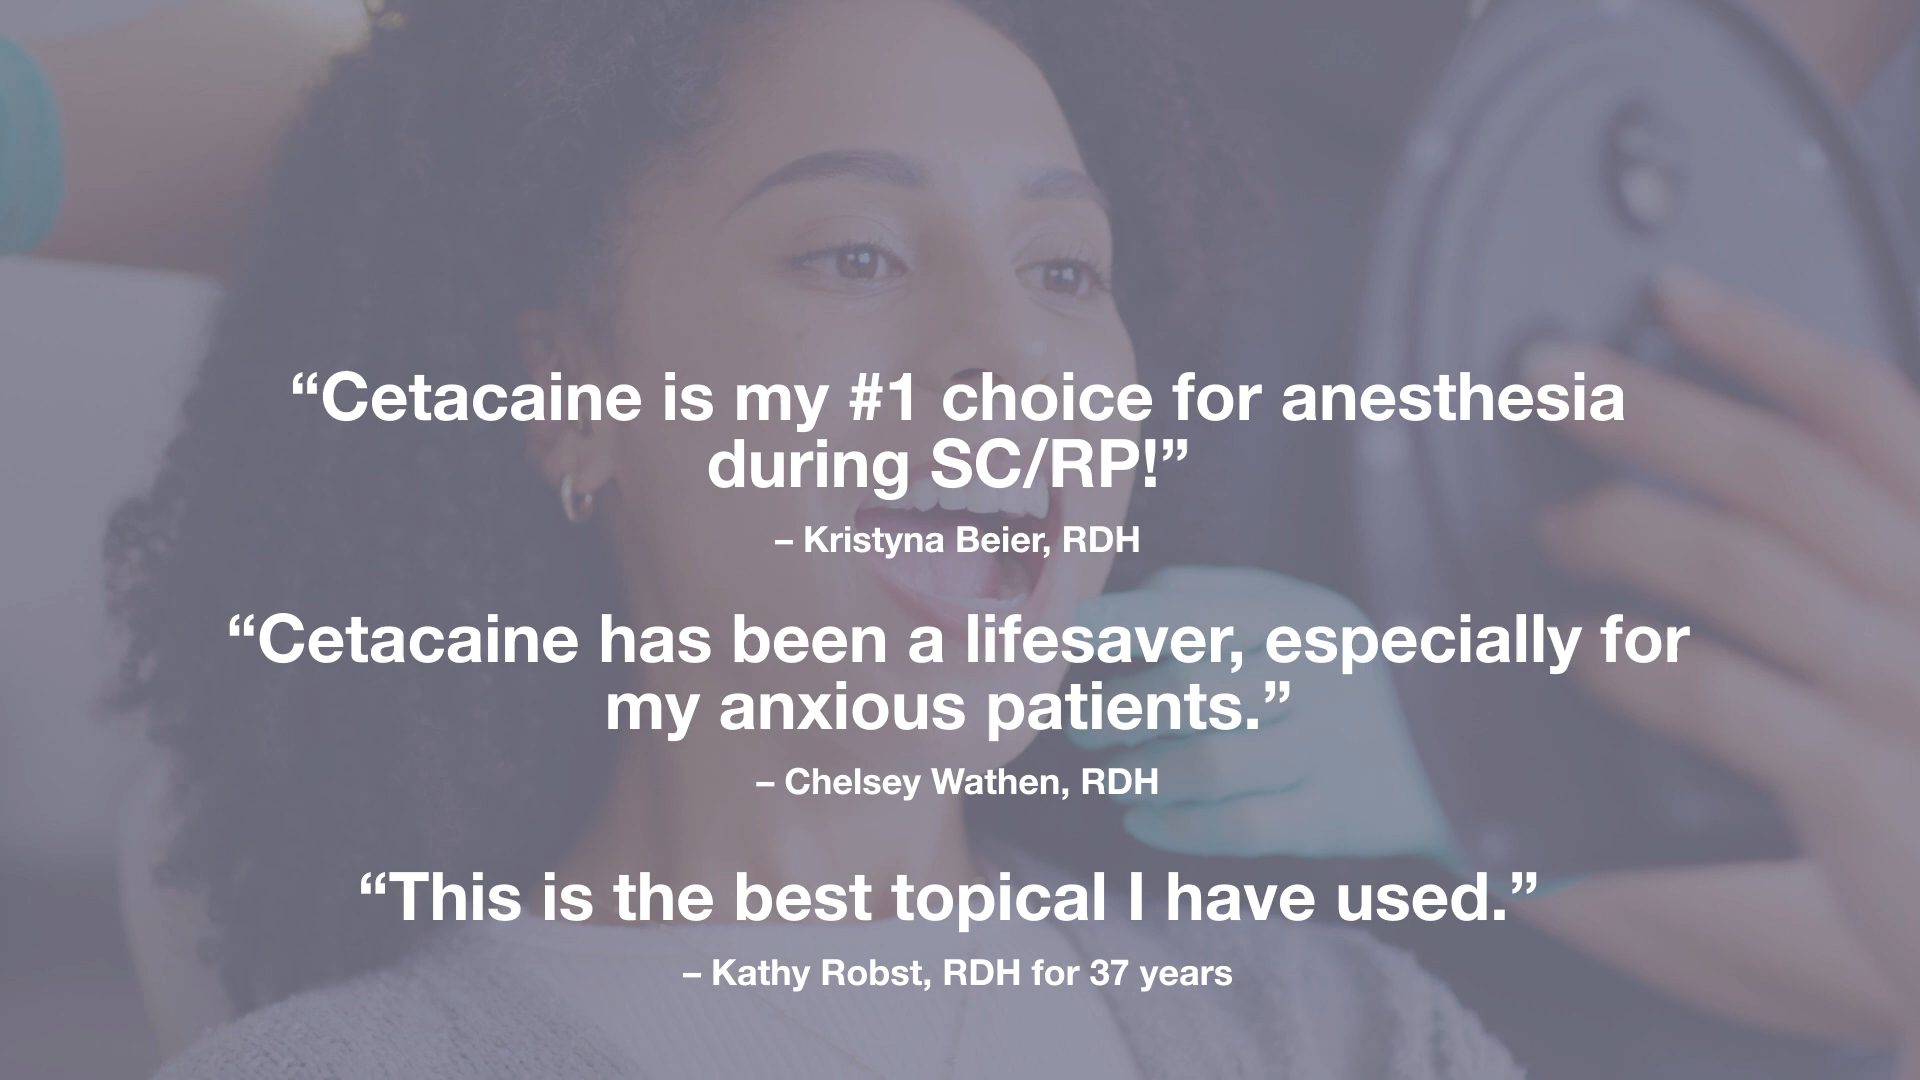 “Cetacaine is my #1 choice for anesthesia
during SC/RP!”
– Kristyna Beier, RDH
“Cetacaine has been a lifesaver, especially for
my anxious patients.”
– Chelsey Wathen, RDH
“This is the best topical I have used.”
– Kathy Robst, RDH for 37 years